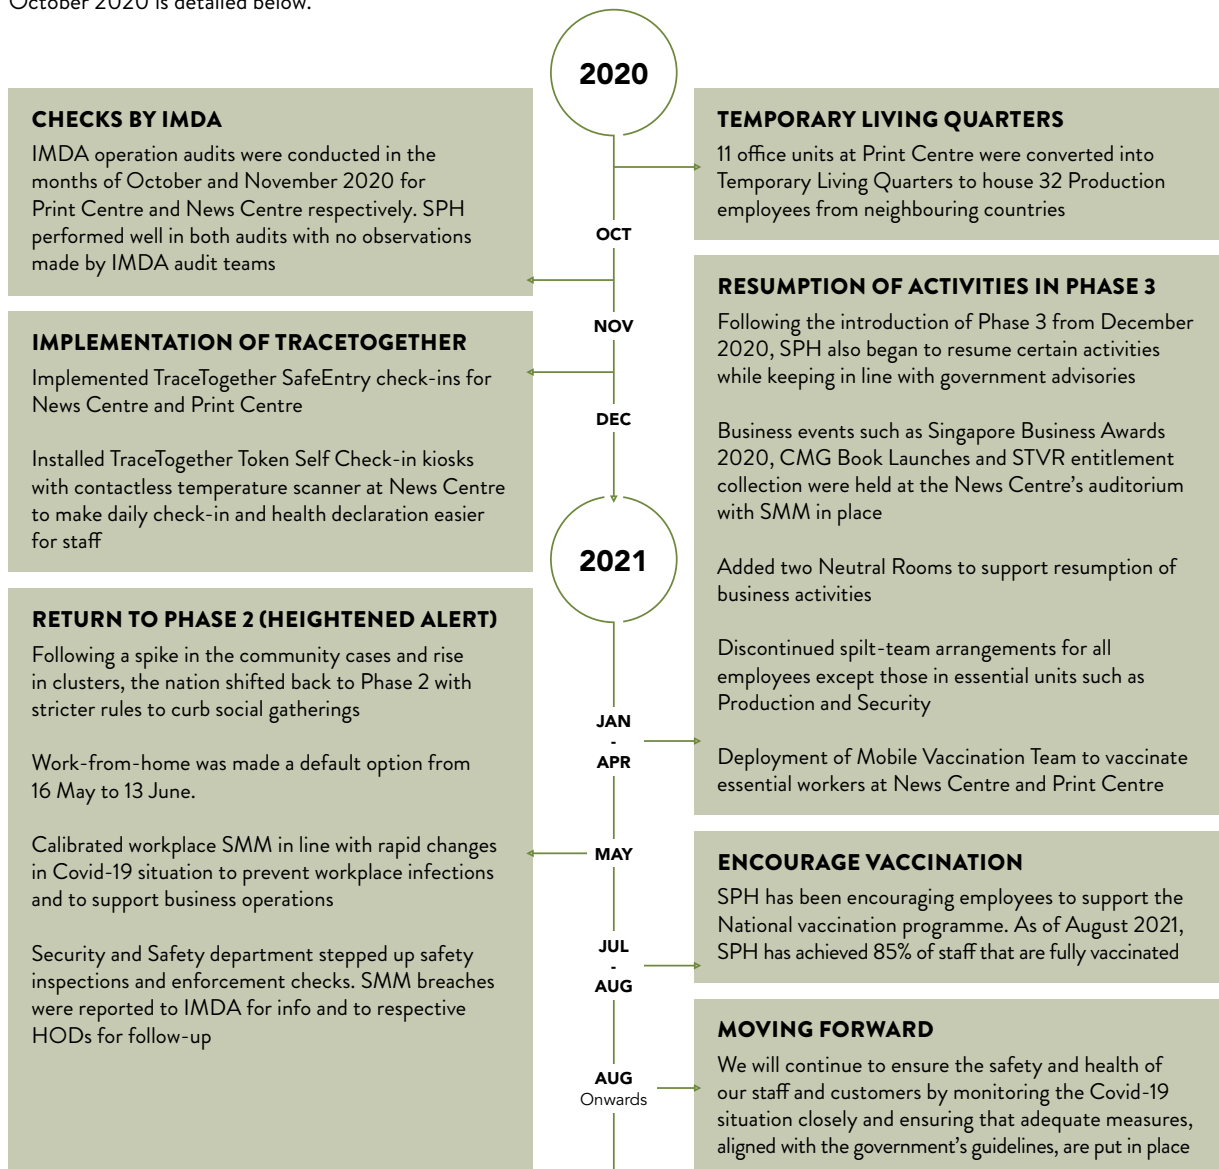 October 2020 is detailed below.
2020
CHECKS BY IMDA
IMDA operation audits were conducted in the
months of October and November 2020 for
Print Centre and News Centre respectively. SPH
performed well in both audits with no observations
made by IMDA audit teams
TEMPORARY LIVING QUARTERS
11 office units at Print Centre were converted into
Temporary Living Quarters to house 32 Production
employees from neighbouring countries
OCT
NOV
DEC
IMPLEMENTATION OF TRACETOGETHER
Implemented TraceTogether SafeEntry check-ins for
News Centre and Print Centre
Installed TraceTogether Token Self Check-in kiosks
with contactless temperature scanner at News Centre
to make daily check-in and health declaration easier
for staff
RESUMPTION OF ACTIVITIES IN PHASE 3
Following the introduction of Phase 3 from December
2020, SPH also began to resume certain activities
while keeping in line with government advisories
Business events such as Singapore Business Awards
2020, CMG Book Launches and STVR entitlement
collection were held at the News Centre's auditorium
with SMM in place
Added two Neutral Rooms to support resumption of
business activities
Discontinued spilt-team arrangements for all
employees except those in essential units such as
Production and Security
Deployment of Mobile Vaccination Team to vaccinate
essential workers at News Centre and Print Centre
2021
RETURN TO PHASE 2 (HEIGHTENED ALERT)
Following a spike in the community cases and rise
in clusters, the nation shifted back to Phase 2 with
stricter rules to curb social gatherings
Work-from-home was made a default option from
16 May to 13 June.
Calibrated workplace SMM in line with rapid changes
in Covid-19 situation to prevent workplace infections
and to support business operations
Security and Safety department stepped up safety
inspections and enforcement checks. SMM breaches
were reported to IMDA for info and to respective
HODs for follow-up
JAN
-
APR
MAY
JUL
-
AUG
AUG
Onwards
ENCOURAGE VACCINATION
SPH has been encouraging employees to support the
National vaccination programme. As of August 2021,
SPH has achieved 85% of staff that are fully vaccinated
MOVING FORWARD
We will continue to ensure the safety and health of
our staff and customers by monitoring the Covid-19
situation closely and ensuring that adequate measures,
aligned with the government's guidelines, are put in place